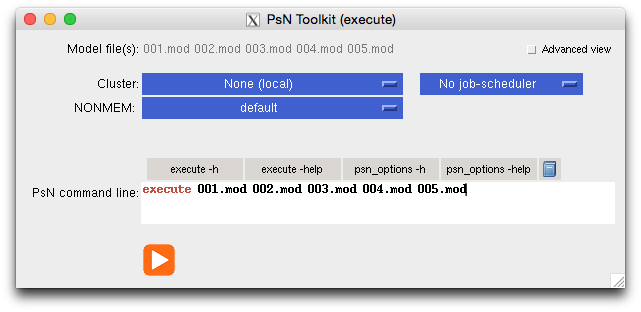 PsN Toolkit (execute)
Model file(s): 001.mod 002.mod 003.mod 004.mod 005.mod
Advanced view
Cluster: None (local) No job-scheduler
NONMEM: default
execute -h execute -help psn_options -h psn_options -help
PsN command line: execute 001.mod 002.mod 003.mod 004.mod 005.mod